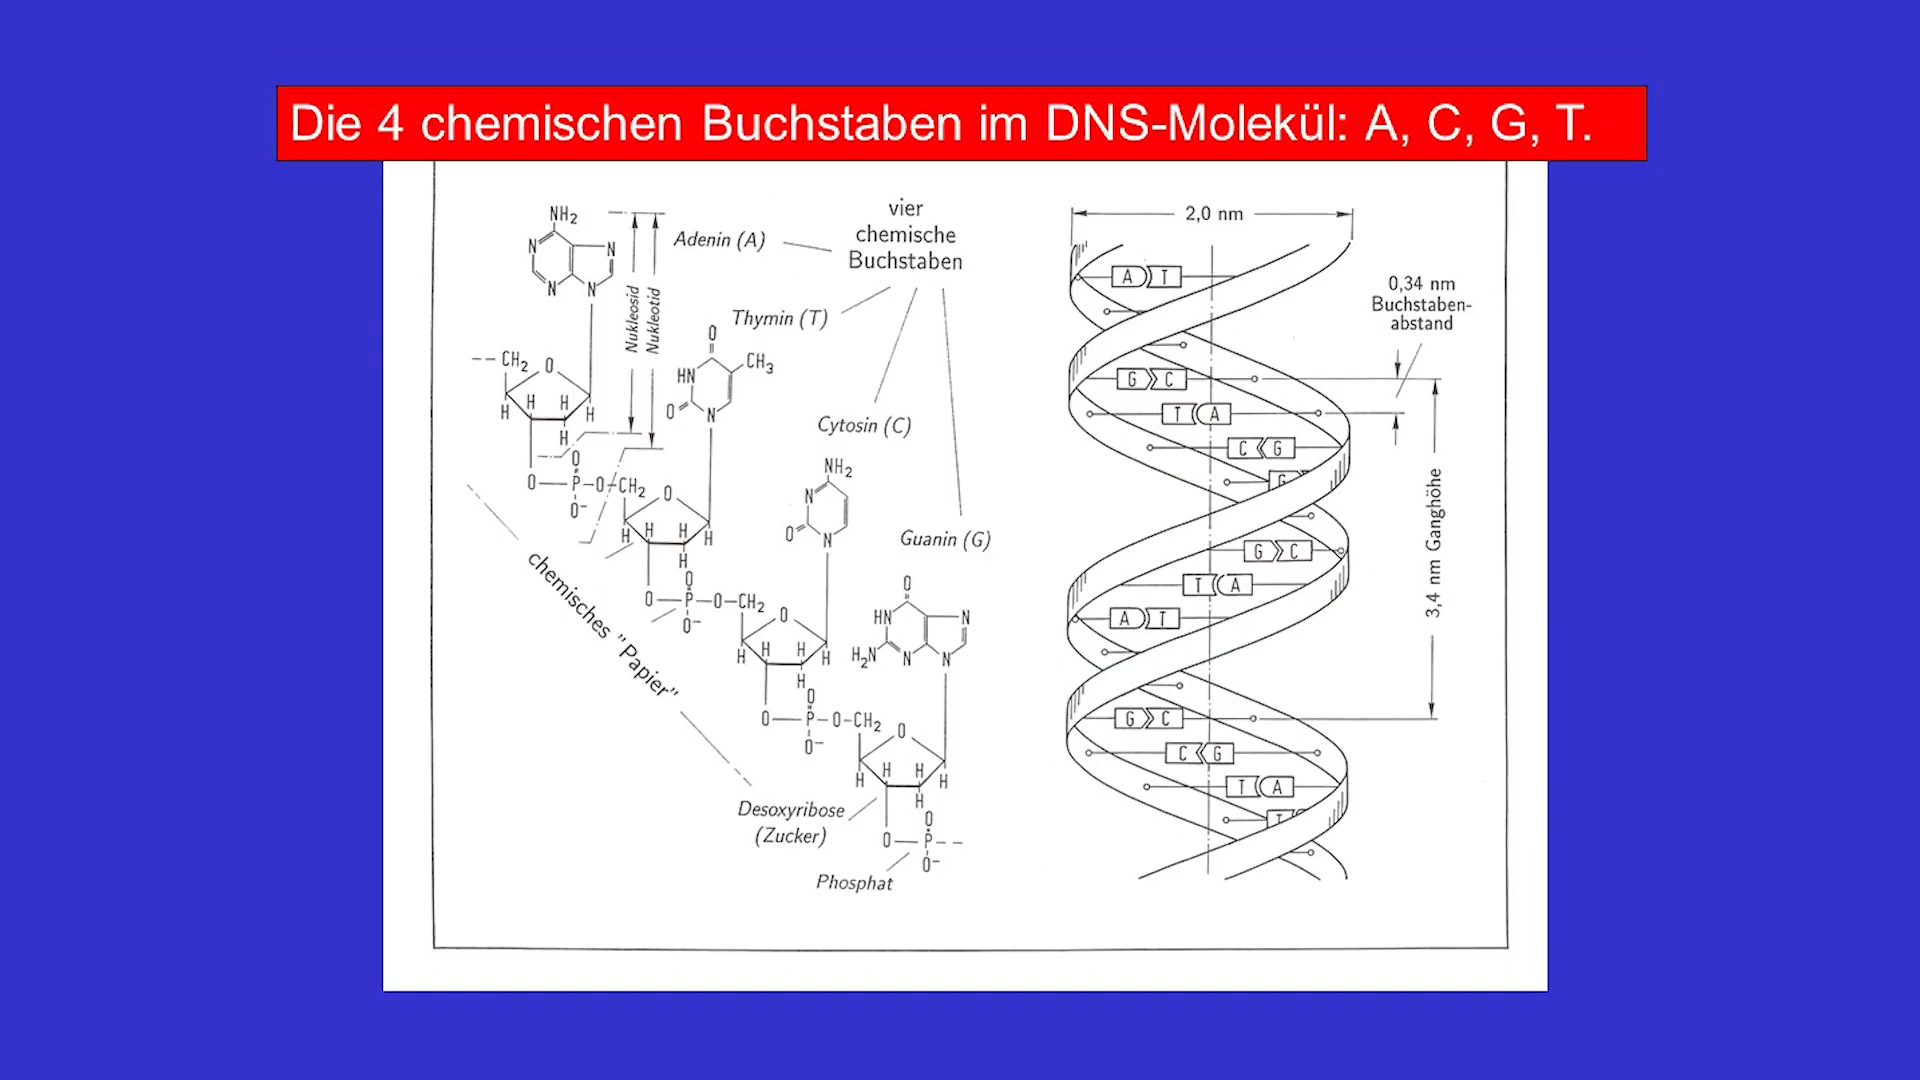 Die 4 chemischen Buchstaben im DNS-Molekül: A, C, G, T.
vier
chemische
Buchstaben
Adenin (A)
Thymin (T)
Cytosin (C)
Guanin (G)
Nukleosid
Nukleotid
NH₂
N
N
N
N
N
--CH₂
O
H
H
H
H
H
O
O
P
O
CH₂
O⁻
O
CH₃
HN
O
N
O
H
H
H
H
H
O
O
P
O
CH₂
O⁻
NH₂
N
O
N
O
H
H
H
H
H
O
O
P
O
CH₂
O⁻
O
HN
N
H₂N
N
N
O
H
H
H
H
H
O
O
P
O⁻
chemisches "Papier"
Desoxyribose
(Zucker)
Phosphat
2,0 nm
0,34 nm
Buchstaben-
abstand
3,4 nm Ganghöhe
A T
G C
T A
C G
G
G C
T A
A T
G C
C G
T A
T